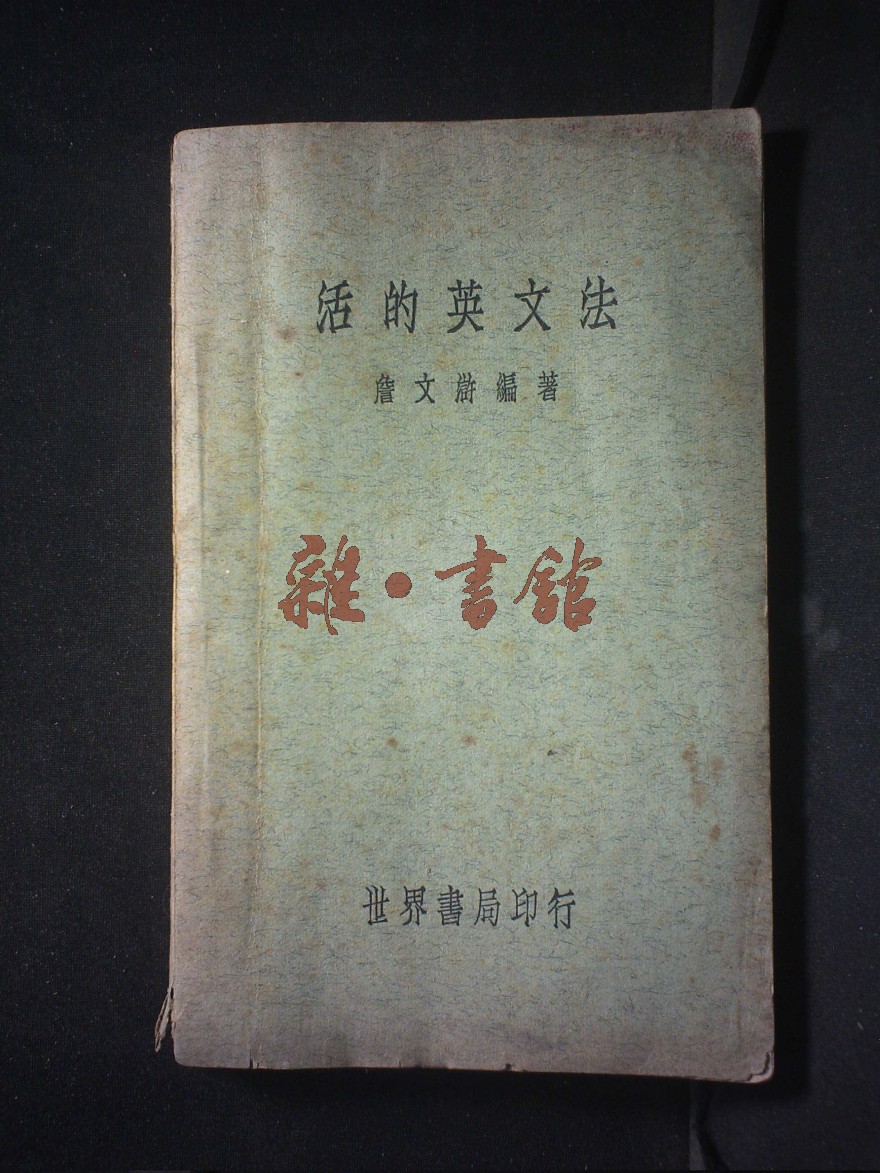 活的英文法
詹文滸編著
雜·書館
世界書局印行